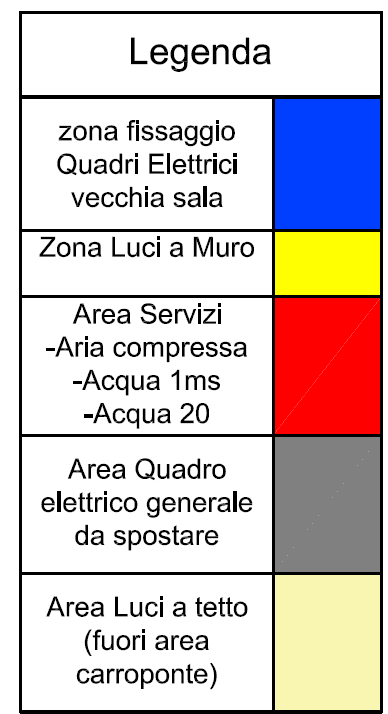 Legenda
zona fissaggio
Quadri Elettrici
vecchia sala
Zona Luci a Muro
Area Servizi
-Aria compressa
-Acqua 1ms
-Acqua 20
Area Quadro
elettrico generale
da spostare
Area Luci a tetto
(fuori area
carroponte)